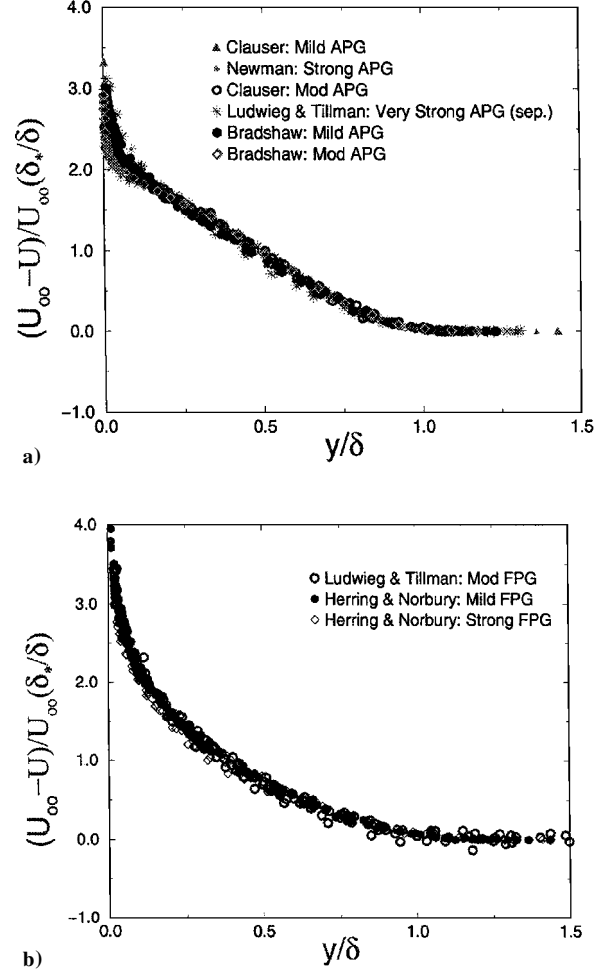 4.0
3.0
2.0
1.0
0.0
−1.0
(U∞−U)/U∞(δ*/δ)
Clauser: Mild APG
Newman: Strong APG
Clauser: Mod APG
Ludwieg & Tillman: Very Strong APG (sep.)
Bradshaw: Mild APG
Bradshaw: Mod APG
0.0 0.5 1.0 1.5
y/δ
a)
4.0
3.0
2.0
1.0
0.0
−1.0
(U∞−U)/U∞(δ*/δ)
Ludwieg & Tillman: Mod FPG
Herring & Norbury: Mild FPG
Herring & Norbury: Strong FPG
0.0 0.5 1.0 1.5
y/δ
b)